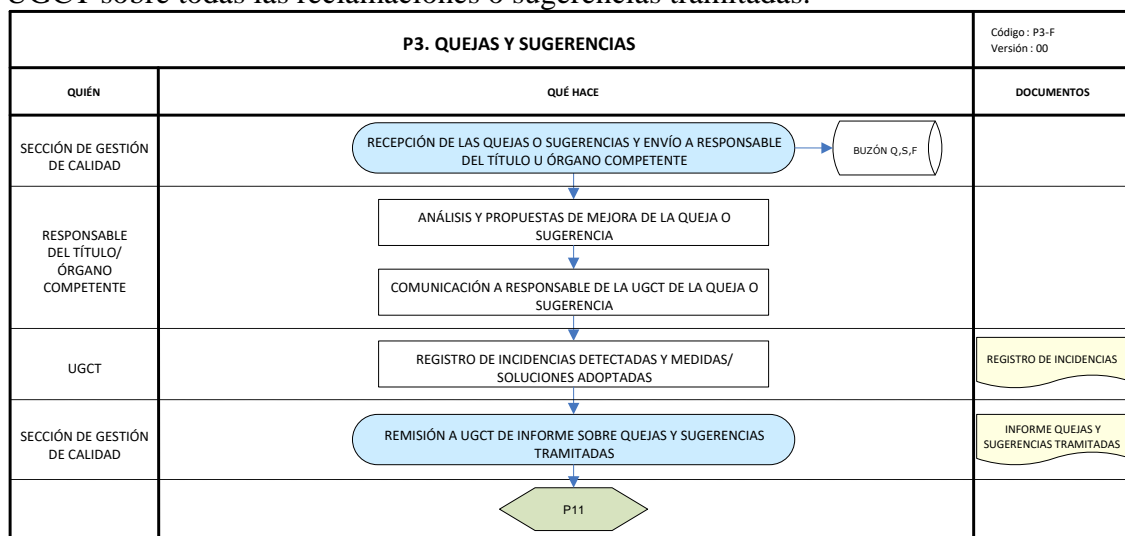 UGCT sobre todas las reclamaciones o sugerencias tramitadas.
P3. QUEJAS Y SUGERENCIAS
Código : P3-F
Versión : 00
QUIÉN
QUÉ HACE
DOCUMENTOS
SECCIÓN DE GESTIÓN
DE CALIDAD
RECEPCIÓN DE LAS QUEJAS O SUGERENCIAS Y ENVÍO A RESPONSABLE
DEL TÍTULO U ÓRGANO COMPETENTE
BUZÓN Q,S,F
RESPONSABLE
DEL TÍTULO/
ÓRGANO
COMPETENTE
ANÁLISIS Y PROPUESTAS DE MEJORA DE LA QUEJA O
SUGERENCIA
COMUNICACIÓN A RESPONSABLE DE LA UGCT DE LA QUEJA O
SUGERENCIA
UGCT
REGISTRO DE INCIDENCIAS DETECTADAS Y MEDIDAS/
SOLUCIONES ADOPTADAS
REGISTRO DE INCIDENCIAS
SECCIÓN DE GESTIÓN
DE CALIDAD
REMISIÓN A UGCT DE INFORME SOBRE QUEJAS Y SUGERENCIAS
TRAMITADAS
INFORME QUEJAS Y
SUGERENCIAS TRAMITADAS
P11